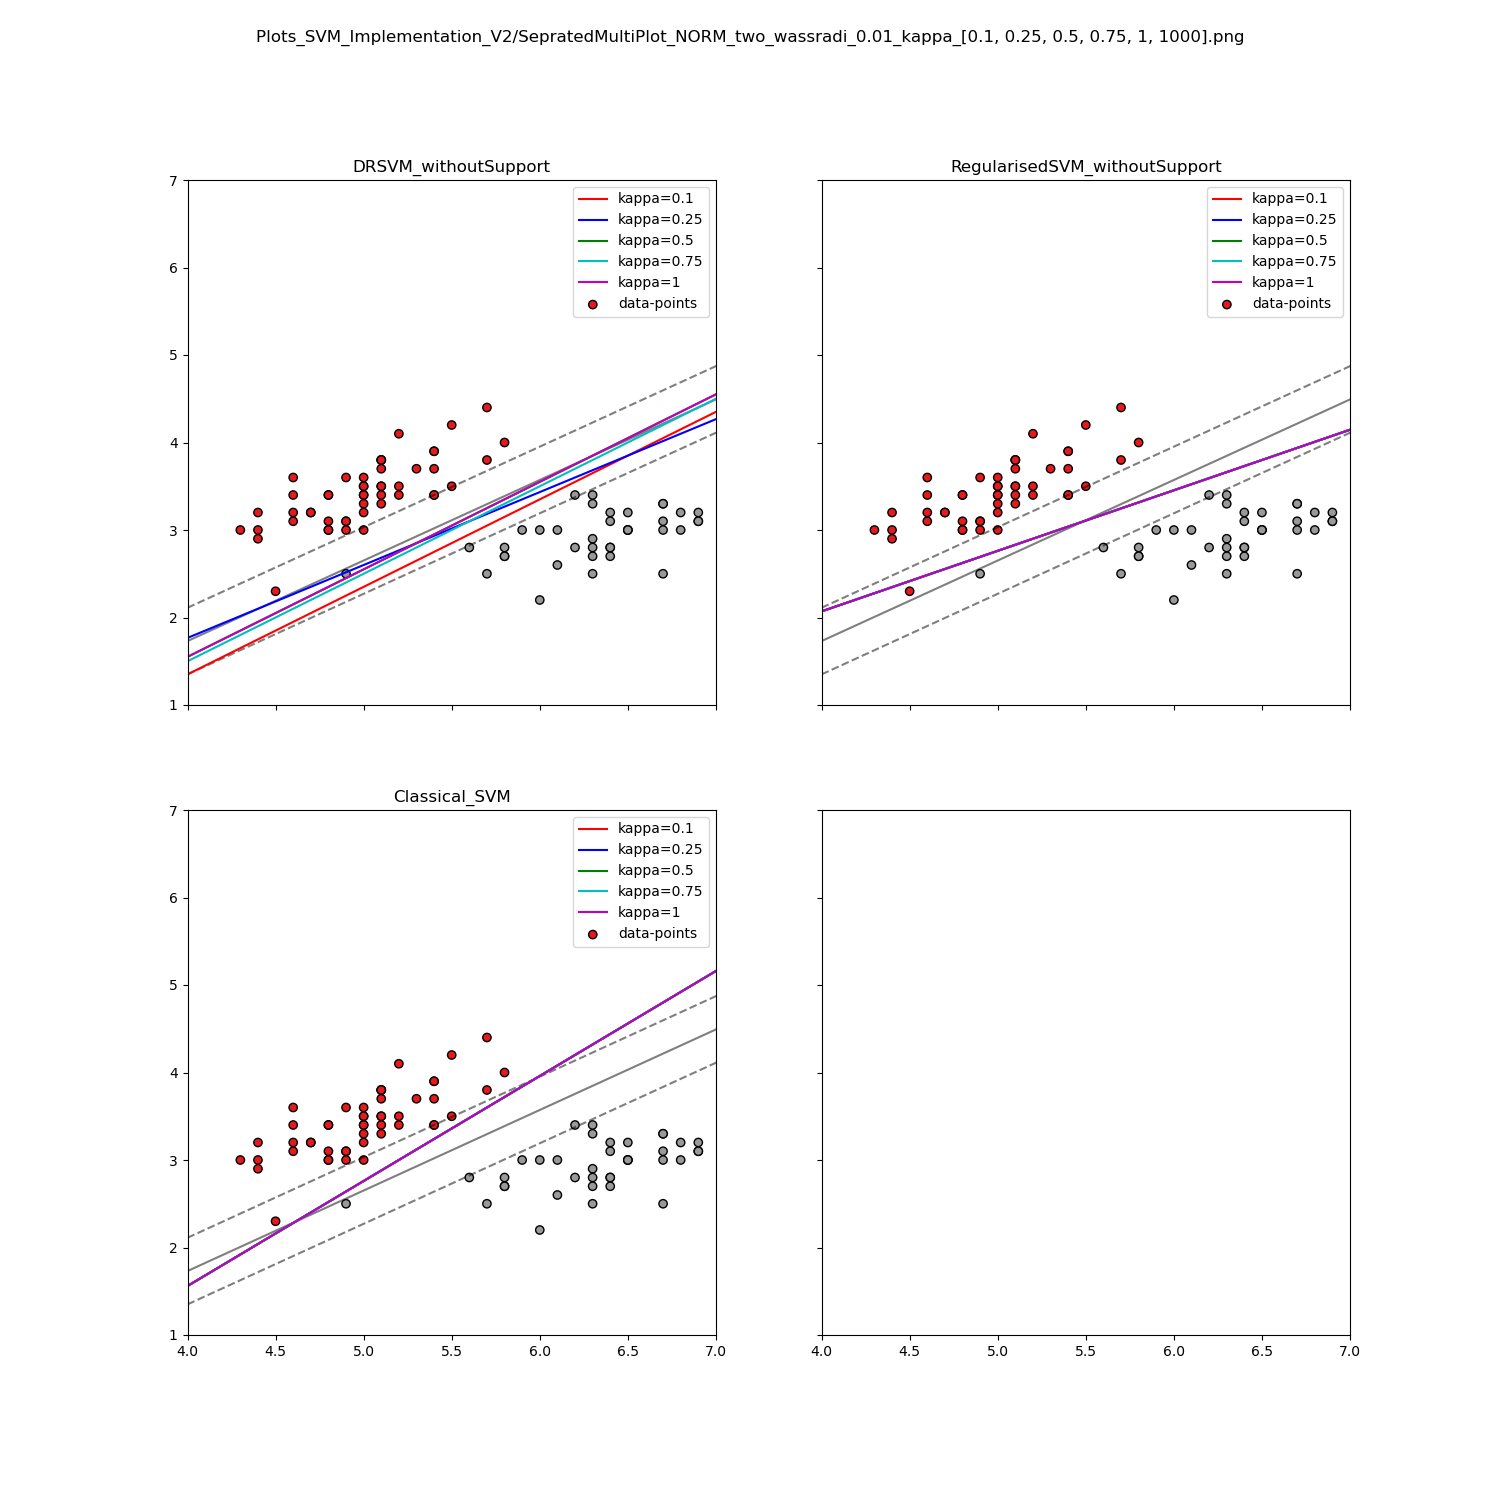 Plots_SVM_Implementation_V2/SepratedMultiPlot_NORM_two_wassradi_0.01_kappa_[0.1, 0.25, 0.5, 0.75, 1, 1000].png
DRSVM_withoutSupport
7
6
5
4
3
2
1
kappa=0.1
kappa=0.25
kappa=0.5
kappa=0.75
kappa=1
data-points
RegularisedSVM_withoutSupport
kappa=0.1
kappa=0.25
kappa=0.5
kappa=0.75
kappa=1
data-points
Classical_SVM
7
6
5
4
3
2
1
kappa=0.1
kappa=0.25
kappa=0.5
kappa=0.75
kappa=1
data-points
4.0 4.5 5.0 5.5 6.0 6.5 7.0
4.0 4.5 5.0 5.5 6.0 6.5 7.0